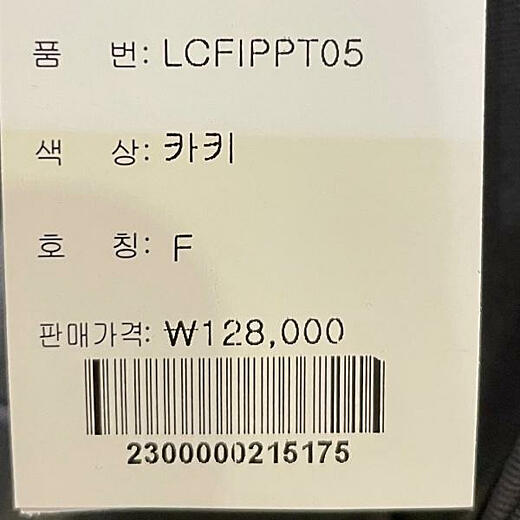 품 번: LCFIPPT05
색 상: 카키
호 칭: F
판매가격: ₩128,000
2300000215175